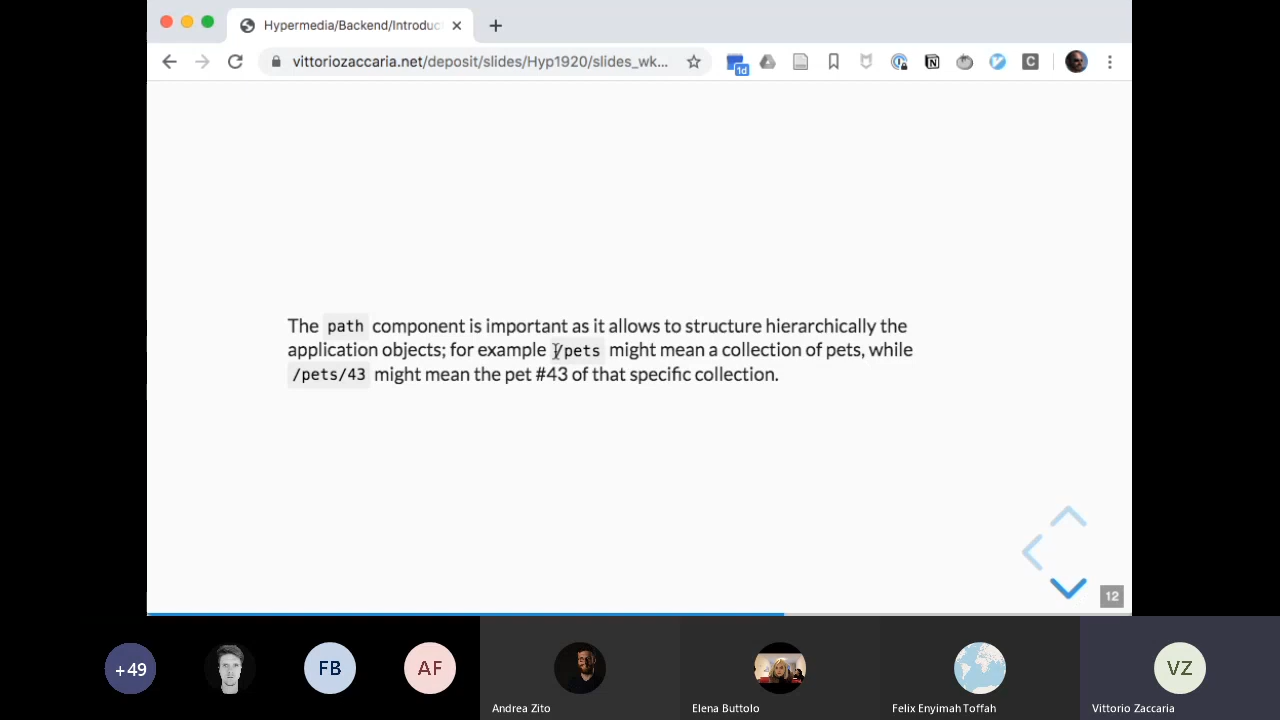 Hypermedia/Backend/Introduc
vittoriozaccaria.net/deposit/slides/Hyp1920/slides_wk...
1d
C
The path component is important as it allows to structure hierarchically the
application objects; for example /pets might mean a collection of pets, while
/pets/43 might mean the pet #43 of that specific collection.
12
+49
FB
AF
VZ
Andrea Zito
Elena Buttolo
Felix Enyimah Toffah
Vittorio Zaccaria